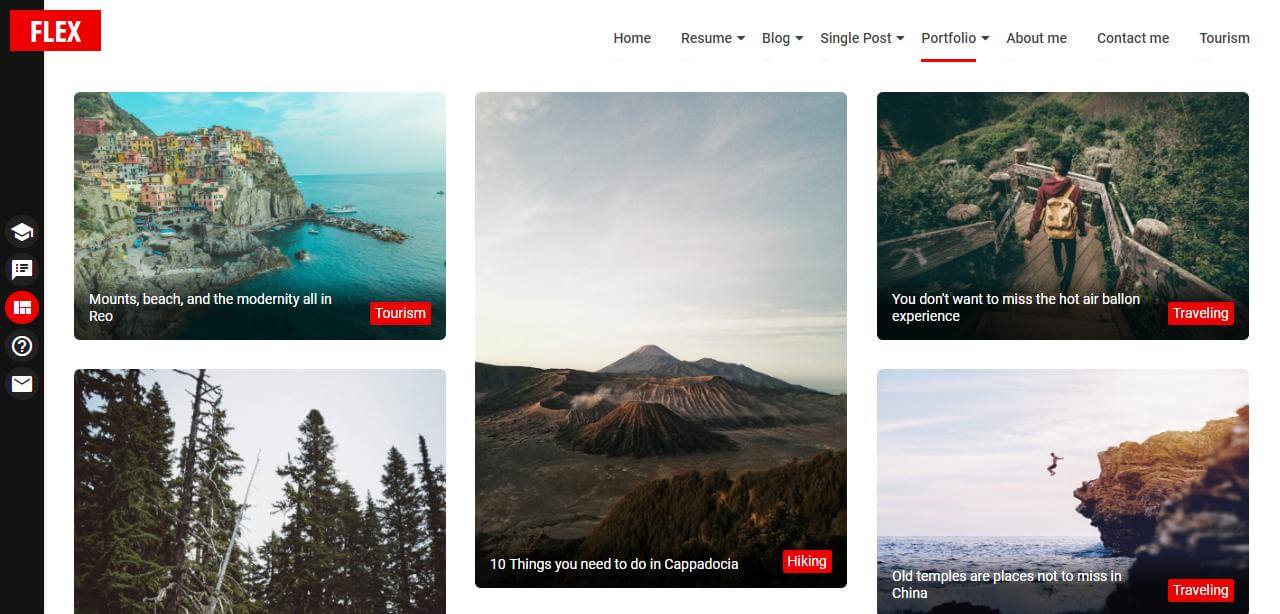 FLEX
Home
Resume
Blog
Single Post
Portfolio
About me
Contact me
Tourism
Mounts, beach, and the modernity all in
Reo
Tourism
10 Things you need to do in Cappadocia
Hiking
You don't want to miss the hot air ballon
experience
Traveling
Old temples are places not to miss in
China
Traveling